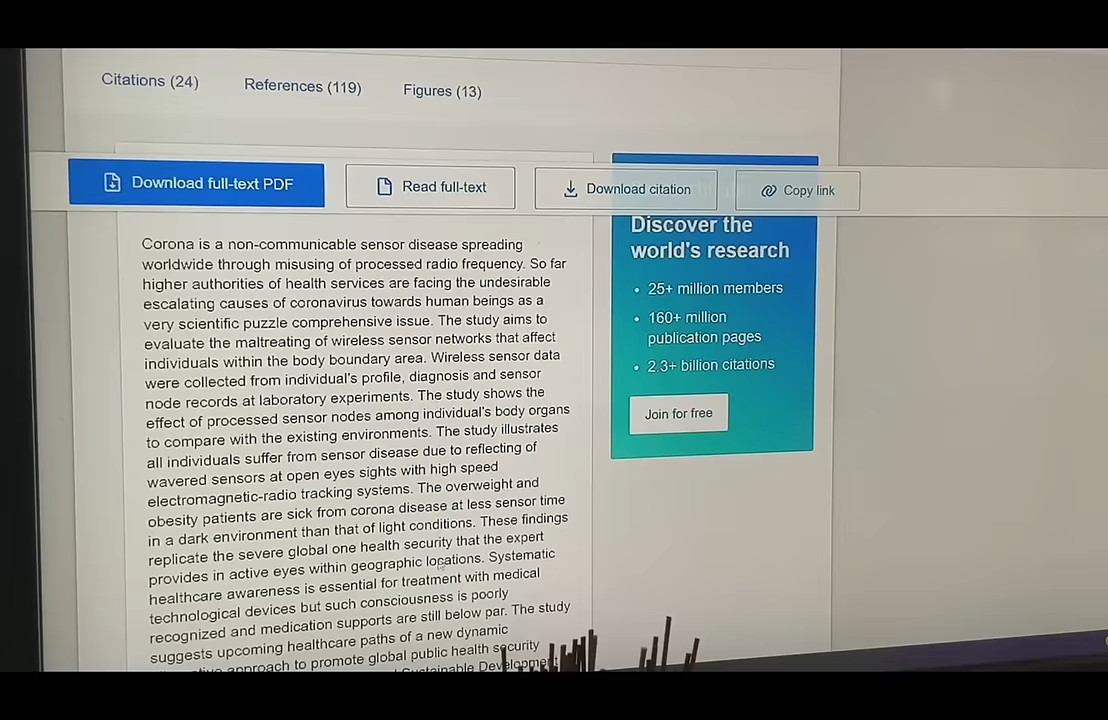 Citations (24)
References (119)
Figures (13)
Download full-text PDF
Read full-text
Download citation
Copy link
Corona is a non-communicable sensor disease spreading
worldwide through misusing of processed radio frequency. So far
higher authorities of health services are facing the undesirable
escalating causes of coronavirus towards human beings as a
very scientific puzzle comprehensive issue. The study aims to
evaluate the maltreating of wireless sensor networks that affect
individuals within the body boundary area. Wireless sensor data
were collected from individual's profile, diagnosis and sensor
node records at laboratory experiments. The study shows the
effect of processed sensor nodes among individual's body organs
to compare with the existing environments. The study illustrates
all individuals suffer from sensor disease due to reflecting of
wavered sensors at open eyes sights with high speed
electromagnetic-radio tracking systems. The overweight and
obesity patients are sick from corona disease at less sensor time
in a dark environment than that of light conditions. These findings
replicate the severe global one health security that the expert
provides in active eyes within geographic locations. Systematic
healthcare awareness is essential for treatment with medical
technological devices but such consciousness is poorly
recognized and medication supports are still below par. The study
suggests upcoming healthcare paths of a new dynamic
approach to promote global public health security
Sustainable Development
Discover the
world's research
• 25+ million members
• 160+ million
publication pages
• 2.3+ billion citations
Join for free